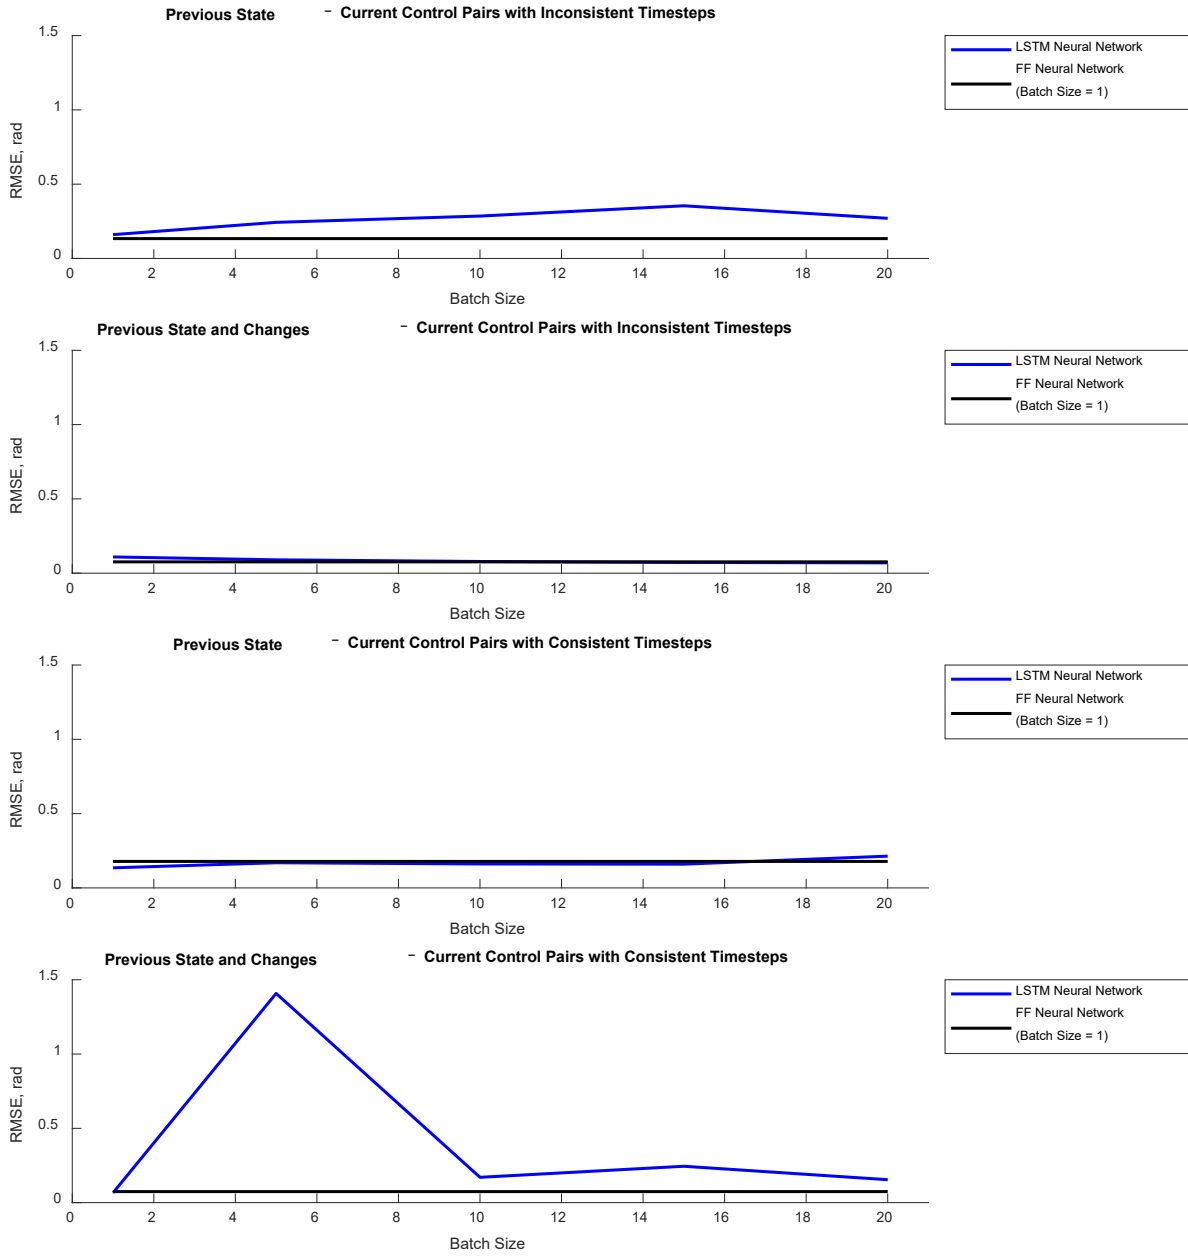 Previous State – Current Control Pairs with Inconsistent Timesteps
1.5
1
0.5
0
RMSE, rad
0 2 4 6 8 10 12 14 16 18 20
Batch Size
LSTM Neural Network
FF Neural Network
(Batch Size = 1)
Previous State and Changes – Current Control Pairs with Inconsistent Timesteps
1.5
1
0.5
0
RMSE, rad
0 2 4 6 8 10 12 14 16 18 20
Batch Size
LSTM Neural Network
FF Neural Network
(Batch Size = 1)
Previous State – Current Control Pairs with Consistent Timesteps
1.5
1
0.5
0
RMSE, rad
0 2 4 6 8 10 12 14 16 18 20
Batch Size
LSTM Neural Network
FF Neural Network
(Batch Size = 1)
Previous State and Changes – Current Control Pairs with Consistent Timesteps
1.5
1
0.5
0
RMSE, rad
0 2 4 6 8 10 12 14 16 18 20
Batch Size
LSTM Neural Network
FF Neural Network
(Batch Size = 1)